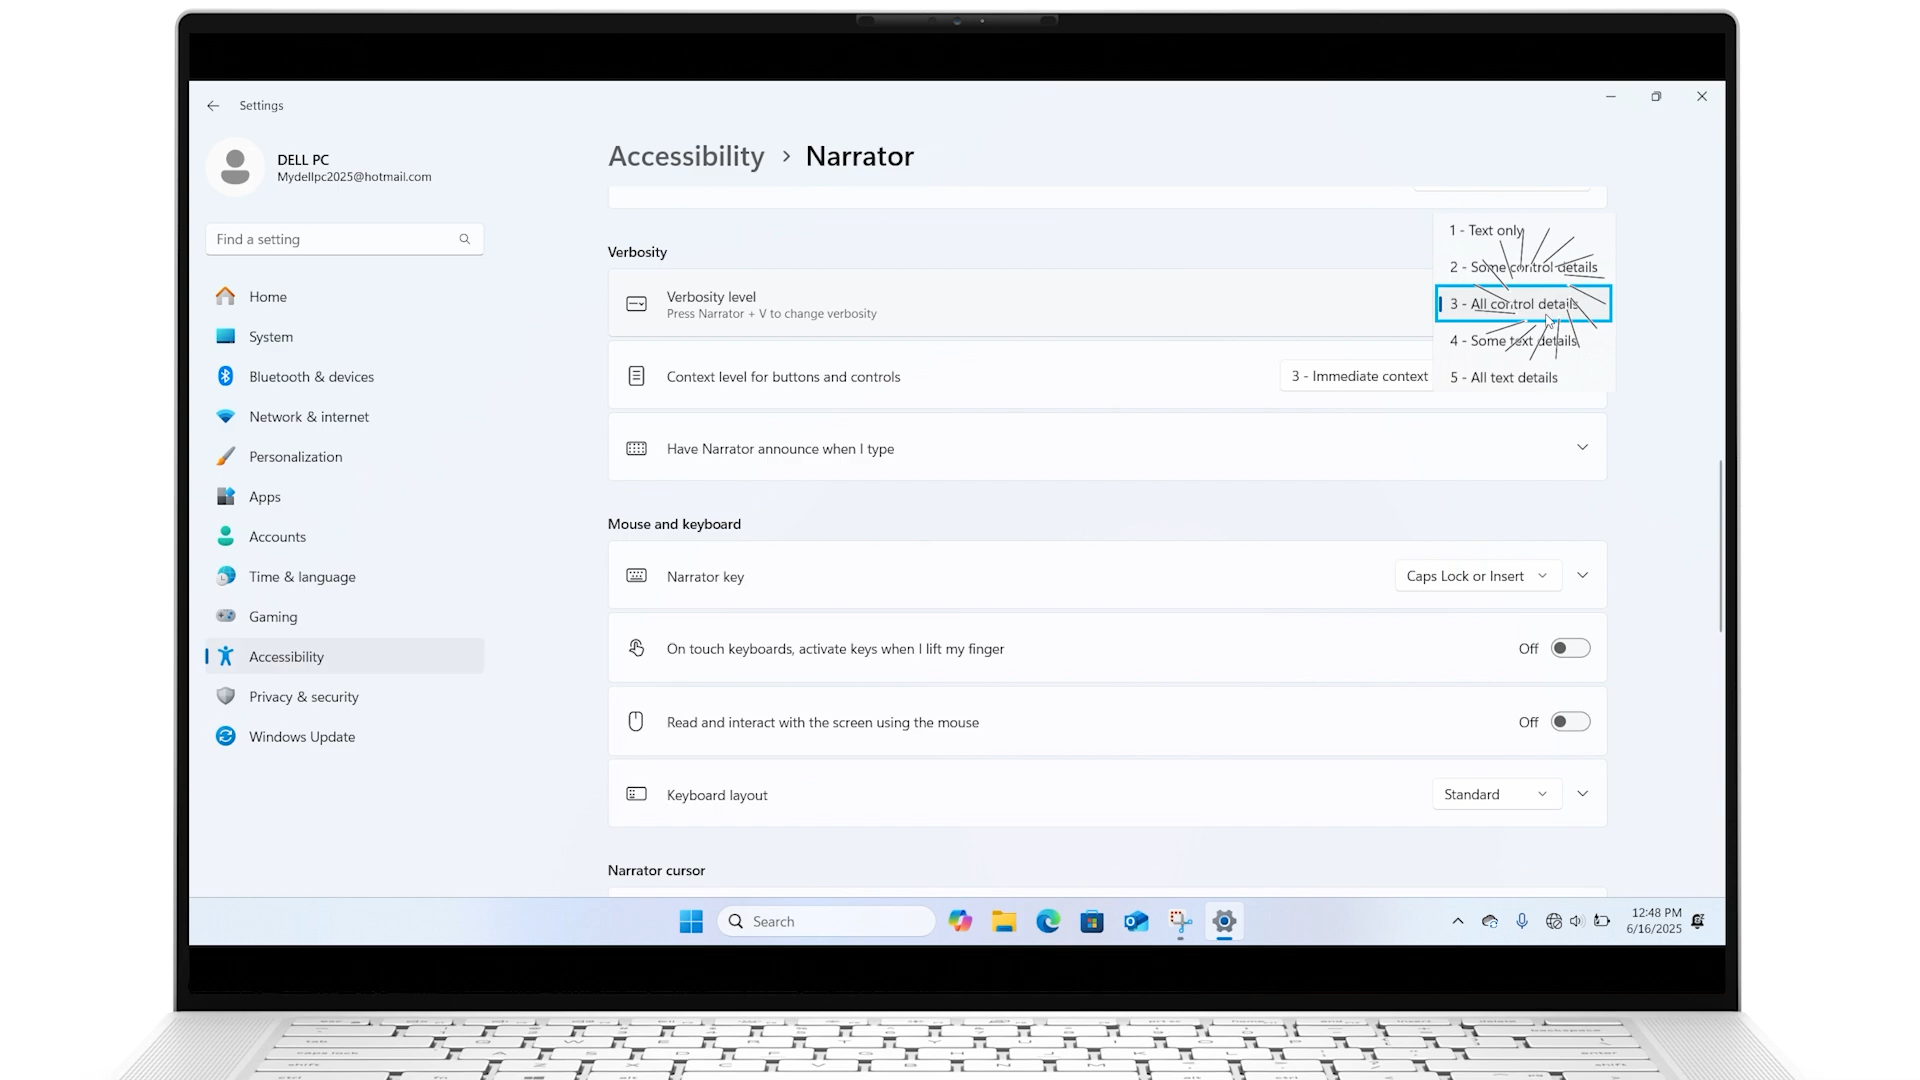 Settings
DELL PC
Mydellpc2025@hotmail.com
Find a setting
Home
System
Bluetooth & devices
Network & internet
Personalization
Apps
Accounts
Time & language
Gaming
Accessibility
Privacy & security
Windows Update
Accessibility > Narrator
Verbosity
Verbosity level
Press Narrator + V to change verbosity
1 - Text only
2 - Some control details
3 - All control details
4 - Some text details
5 - All text details
Context level for buttons and controls
3 - Immediate context
Have Narrator announce when I type
Mouse and keyboard
Narrator key
Caps Lock or Insert
On touch keyboards, activate keys when I lift my finger
Off
Read and interact with the screen using the mouse
Off
Keyboard layout
Standard
Narrator cursor
Search
12:48 PM
6/16/2025